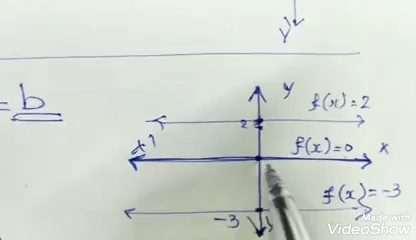 = b
y
f(x)=2
2
x'
f(x)=0
x
f(x)=-3
-3
Made with
VideoShow